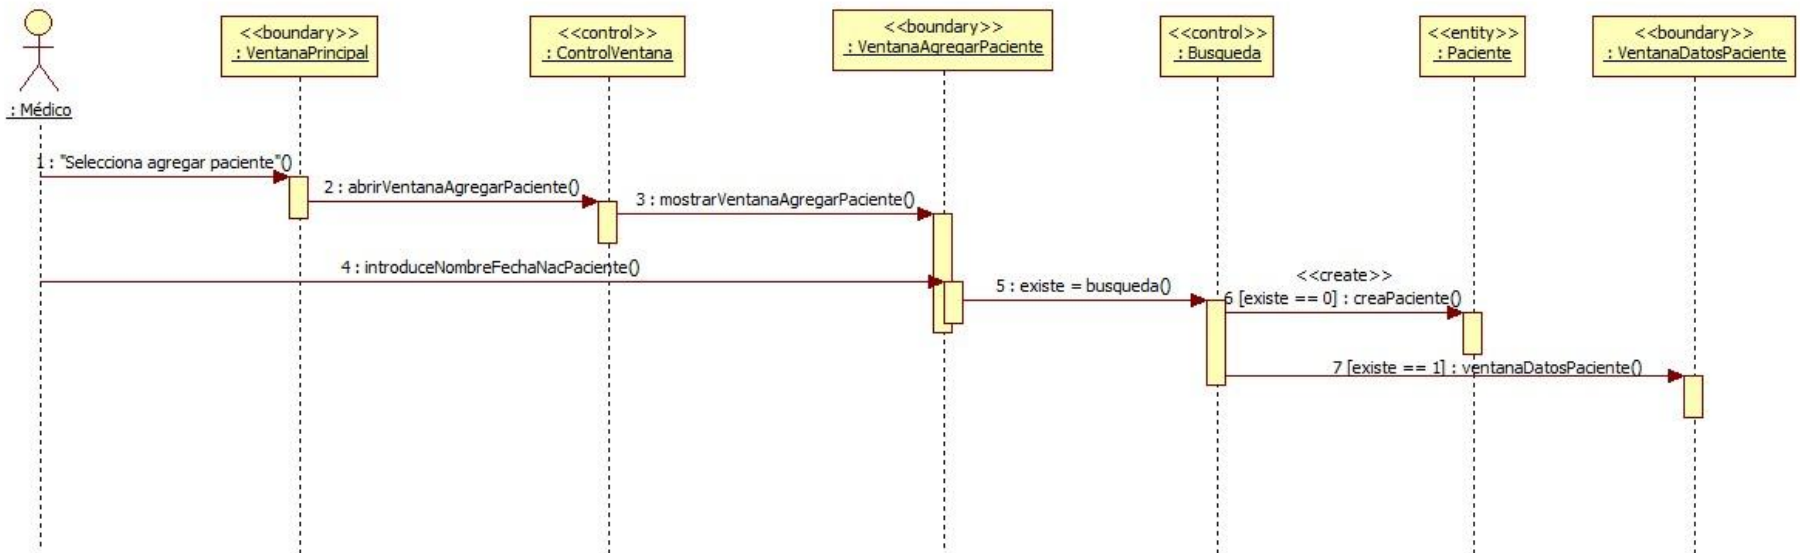 <<boundary>>
: VentanaPrincipal
<<control>>
: ControlVentana
<<boundary>>
: VentanaAgregarPaciente
<<control>>
: Busqueda
<<entity>>
: Paciente
<<boundary>>
: VentanaDatosPaciente
: Médico
1 : "Selecciona agregar paciente"()
2 : abrirVentanaAgregarPaciente()
3 : mostrarVentanaAgregarPaciente()
4 : introduceNombreFechaNacPaciente()
5 : existe = busqueda()
<<create>>
6 [existe == 0] : creaPaciente()
7 [existe == 1] : ventanaDatosPaciente()